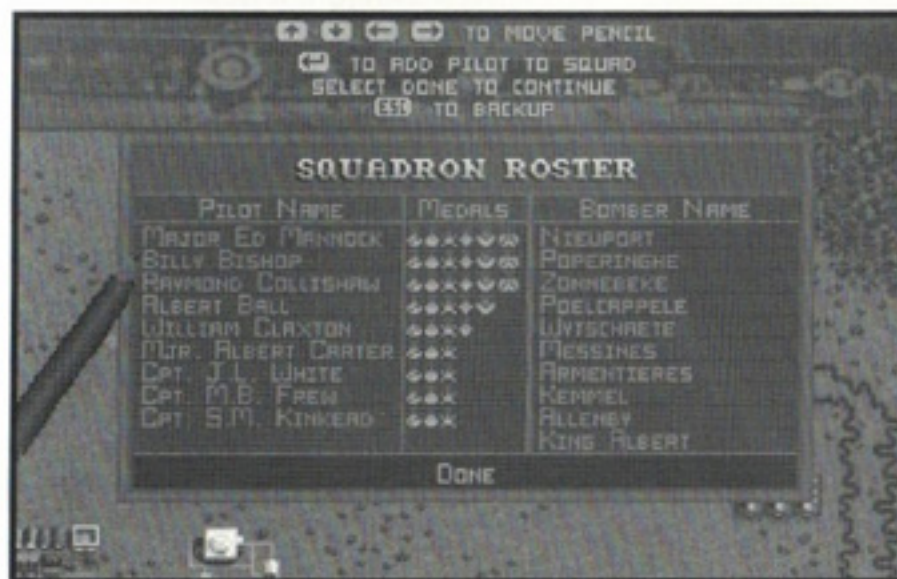 TO MOVE PENCIL
TO ADD PILOT TO SQUAD
SELECT DONE TO CONTINUE
ESC TO BACKUP
SQUADRON ROSTER
PILOT NAME MEDALS BOMBER NAME
MAJOR ED MANNOCK NIEUPORT
BILLY BISHOP POPERINGHE
RAYMOND COLLISHAW ZONNEBEKE
ALBERT BALL POELCAPPELE
WILLIAM CLAXTON WYTSCHAETE
MJR. ALBERT CARTER MESSINES
CPT. J.L. WHITE ARMENTIERES
CPT. M.B. FREW KEMMEL
CPT. S.M. KINKEAD ALLENBY
KING ALBERT
DONE